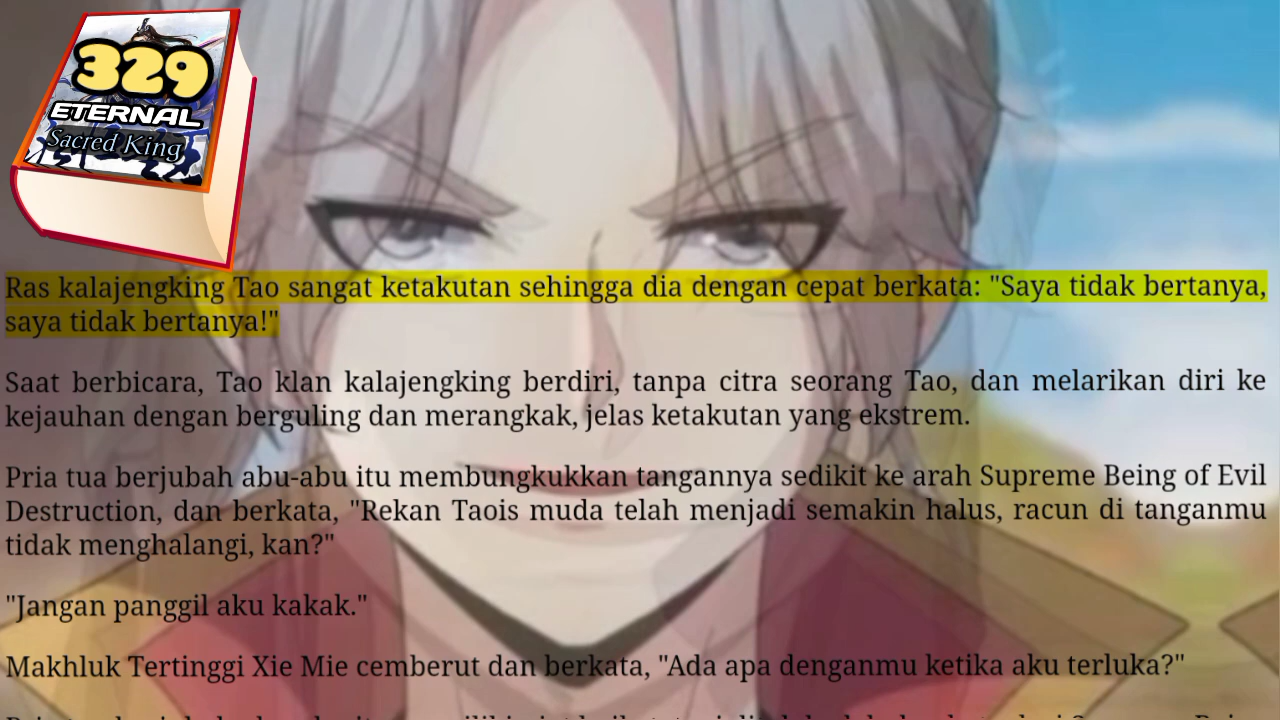 329
ETERNAL
Sacred King
Ras kalajengking Tao sangat ketakutan sehingga dia dengan cepat berkata: "Saya tidak bertanya,
saya tidak bertanya!"
Saat berbicara, Tao klan kalajengking berdiri, tanpa citra seorang Tao, dan melarikan diri ke
kejauhan dengan berguling dan merangkak, jelas ketakutan yang ekstrem.
Pria tua berjubah abu-abu itu membungkukkan tangannya sedikit ke arah Supreme Being of Evil
Destruction, dan berkata, "Rekan Taois muda telah menjadi semakin halus, racun di tanganmu
tidak menghalangi, kan?"
"Jangan panggil aku kakak."
Makhluk Tertinggi Xie Mie cemberut dan berkata, "Ada apa denganmu ketika aku terluka?"